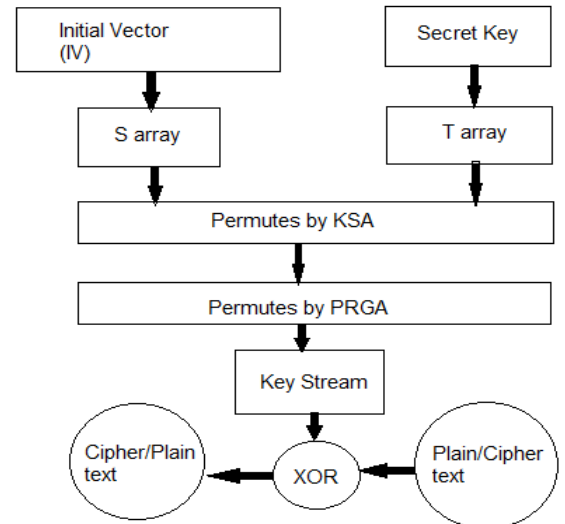 Initial Vector
(IV)
Secret Key
S array
T array
Permutes by KSA
Permutes by PRGA
Key Stream
Cipher/Plain
text
XOR
Plain/Cipher
text